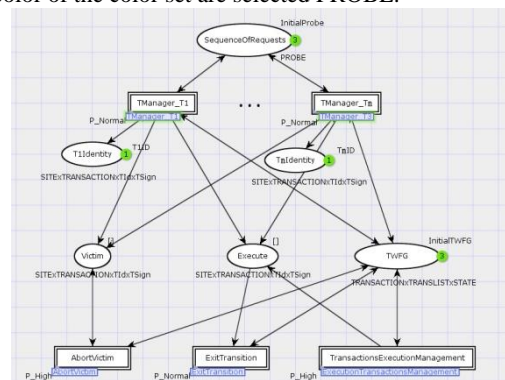 color of the color set are selected PROBE.
InitialProbe
SequenceOfRequests
3
PROBE
TManager_T1
...
TManager_Tn
P_Normal
TManager_T1
P_Normal
TManager_T3
T1Identity
1
T1ID
TnIdentity
1
TnID
SITExTRANSACTIONxTIdxTSign
SITExTRANSACTIONxTIdxTSign
[]
[]
InitialTWFG
Victim
Execute
TWFG
3
SITExTRANSACTIONxTIdxTSign
SITExTRANSACTIONxTIdxTSign
TRANSACTIONxTRANSLISTxSTATE
AbortVictim
ExitTransition
TransactionsExecutionManagement
P_High
AbortVictim
P_Normal
ExitTransition
P_High
ExecutionTransactionsManagement